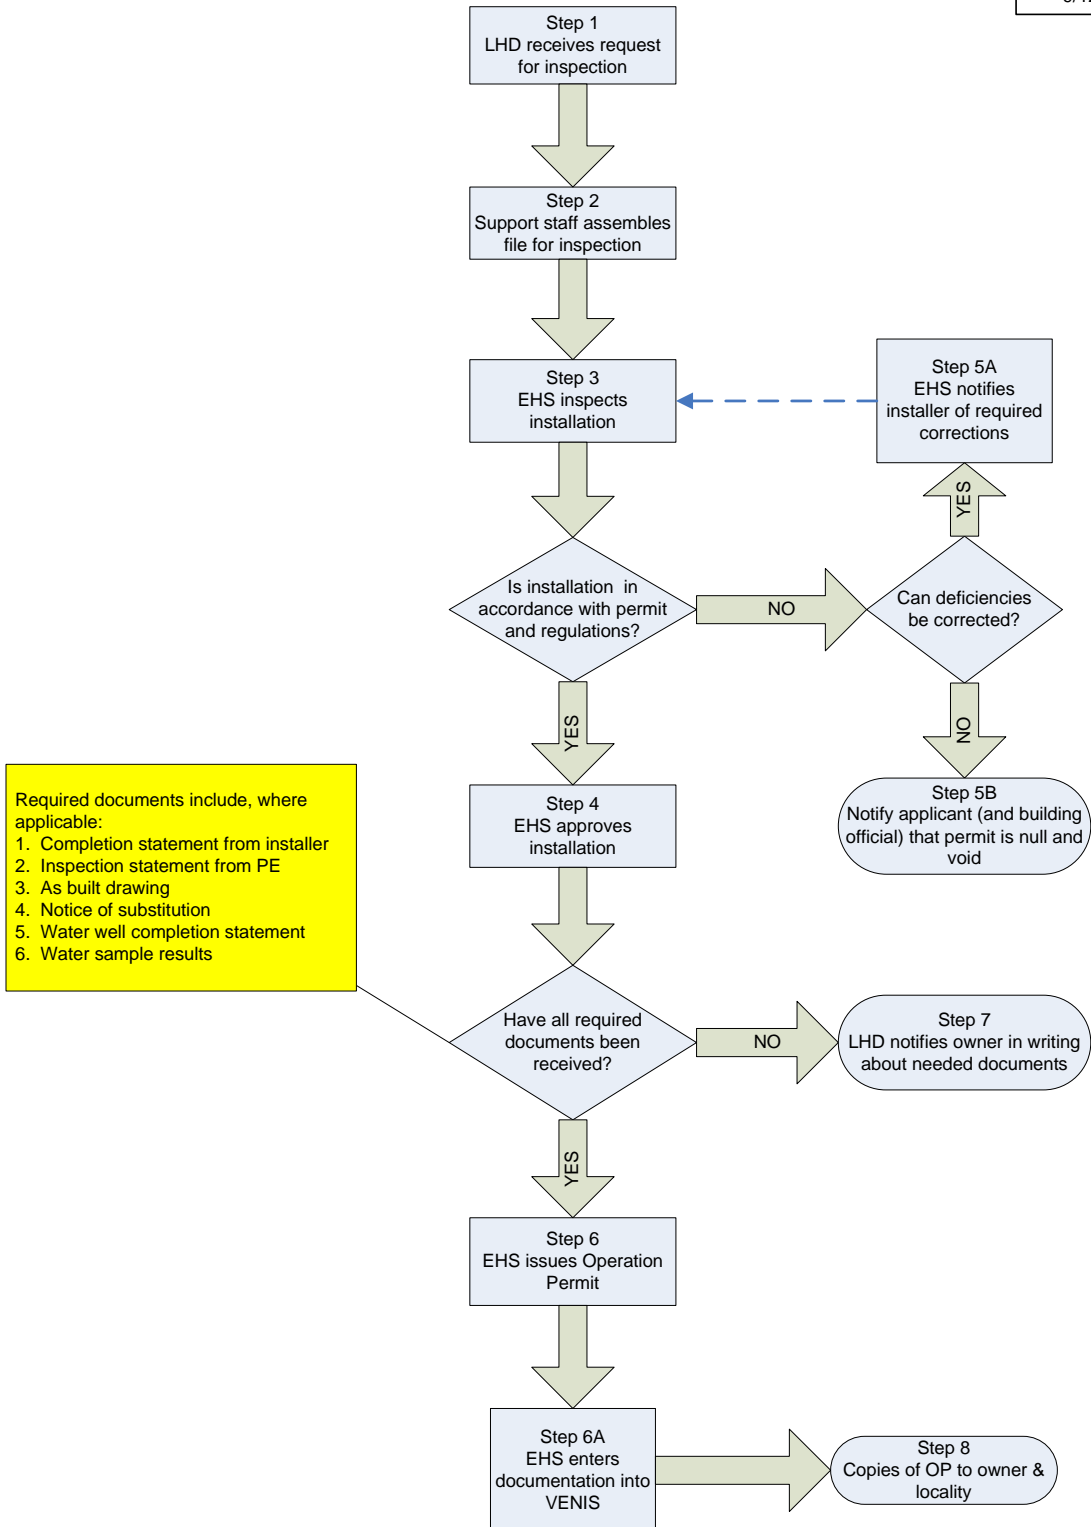 Step 1
LHD receives request
for inspection
Step 2
Support staff assembles
file for inspection
Step 3
EHS inspects
installation
Step 5A
EHS notifies
installer of required
corrections
YES
Is installation in
accordance with permit
and regulations?
NO
Can deficiencies
be corrected?
YES
NO
Step 4
EHS approves
installation
Step 5B
Notify applicant (and building
official) that permit is null and
void
Required documents include, where
applicable:
1. Completion statement from installer
2. Inspection statement from PE
3. As built drawing
4. Notice of substitution
5. Water well completion statement
6. Water sample results
Have all required
documents been
received?
NO
Step 7
LHD notifies owner in writing
about needed documents
YES
Step 6
EHS issues Operation
Permit
Step 6A
EHS enters
documentation into
VENIS
Step 8
Copies of OP to owner &
locality